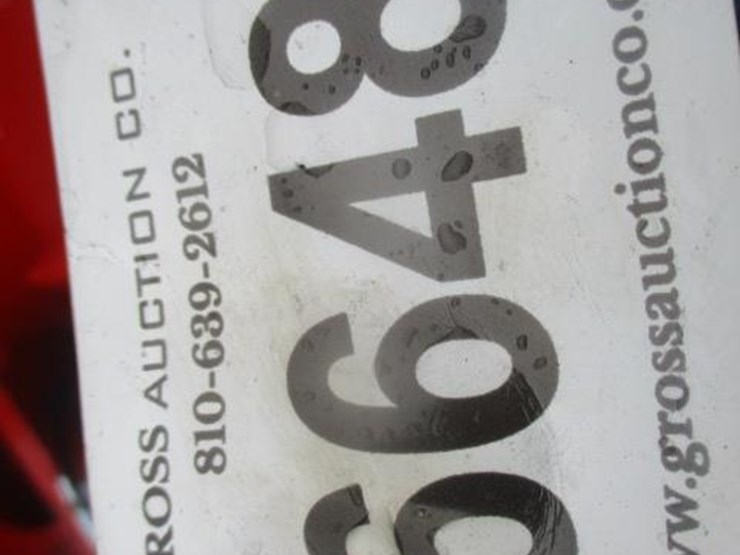 ROSS AUCTION CO.
810-639-2612
6648
ww.grossauctionco.